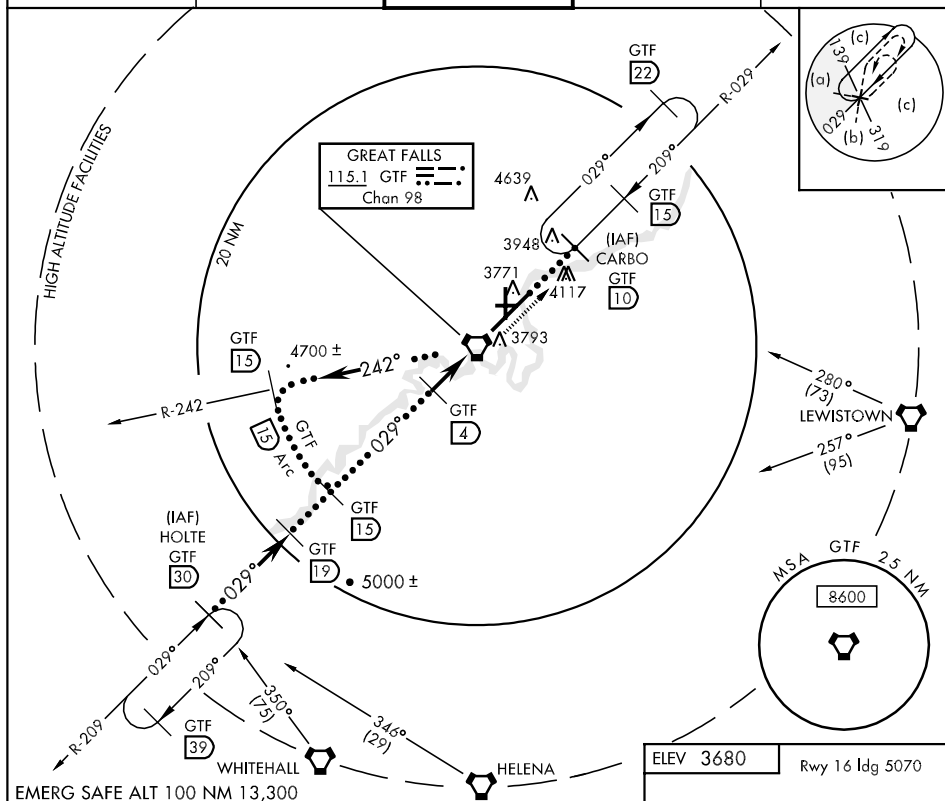 GTF
22
R-029
139
(c)
(a)
(c)
029
(b)
319
HIGH ALTITUDE FACILITIES
GREAT FALLS
115.1 GTF
Chan 98
029°
209°
4639
GTF
15
20 NM
3948
(IAF)
CARBO
3771
4117
GTF
10
3793
GTF
15
4700 ±
242°
R-242
280°
(73)
LEWISTOWN
GTF
4
257°
(95)
15
GTF
Arc
029°
GTF
15
(IAF)
HOLTE
GTF
30
GTF
19
029°
5000 ±
MSA GTF 25 NM
8600
029°
209°
350°
(75)
346°
(29)
R-209
GTF
39
WHITEHALL
HELENA
ELEV 3680
Rwy 16 ldg 5070
EMERG SAFE ALT 100 NM 13,300